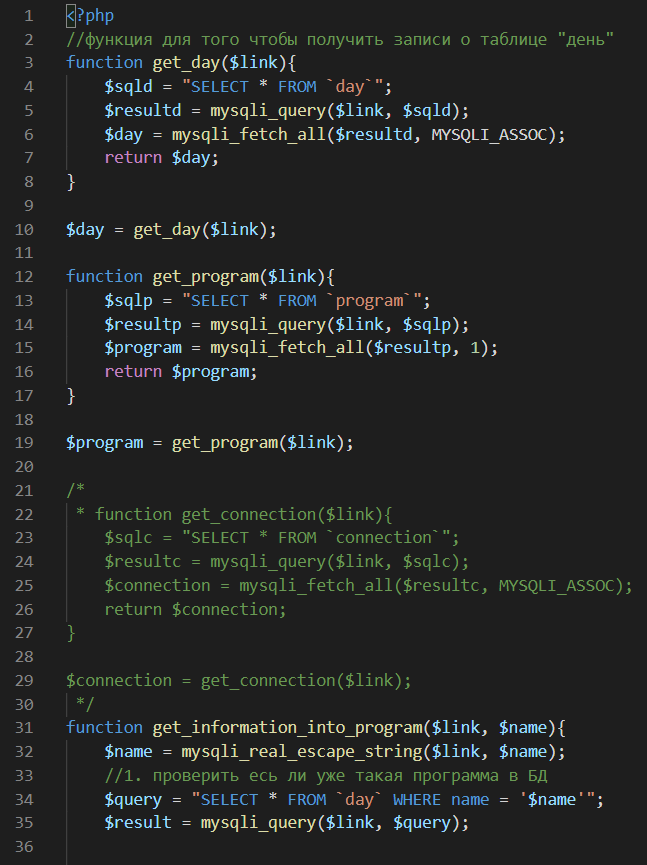 1 <?php
2 //функция для того чтобы получить записи о таблице "день"
3 function get_day($link){
4 $sqld = "SELECT * FROM `day`";
5 $resultd = mysqli_query($link, $sqld);
6 $day = mysqli_fetch_all($resultd, MYSQLI_ASSOC);
7 return $day;
8 }
9
10 $day = get_day($link);
11
12 function get_program($link){
13 $sqlp = "SELECT * FROM `program`";
14 $resultp = mysqli_query($link, $sqlp);
15 $program = mysqli_fetch_all($resultp, 1);
16 return $program;
17 }
18
19 $program = get_program($link);
20
21 /*
22 * function get_connection($link){
23 $sqlc = "SELECT * FROM `connection`";
24 $resultc = mysqli_query($link, $sqlc);
25 $connection = mysqli_fetch_all($resultc, MYSQLI_ASSOC);
26 return $connection;
27 }
28
29 $connection = get_connection($link);
30 */
31 function get_information_into_program($link, $name){
32 $name = mysqli_real_escape_string($link, $name);
33 //1. проверить есь ли уже такая программа в БД
34 $query = "SELECT * FROM `day` WHERE name = '$name'";
35 $result = mysqli_query($link, $query);
36